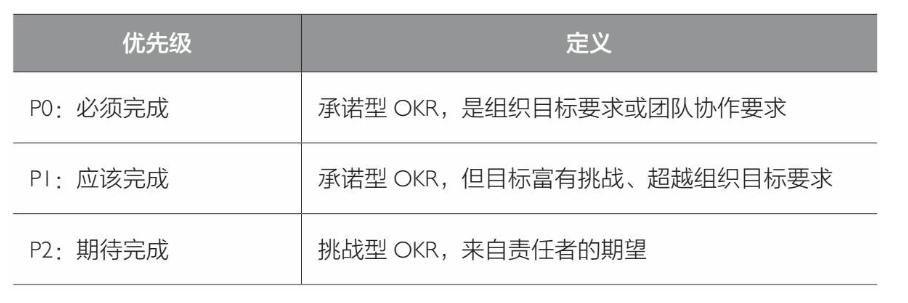 优先级 定义
P0：必须完成 承诺型 OKR，是组织目标要求或团队协作要求
P1：应该完成 承诺型 OKR，但目标富有挑战、超越组织目标要求
P2：期待完成 挑战型 OKR，来自责任者的期望